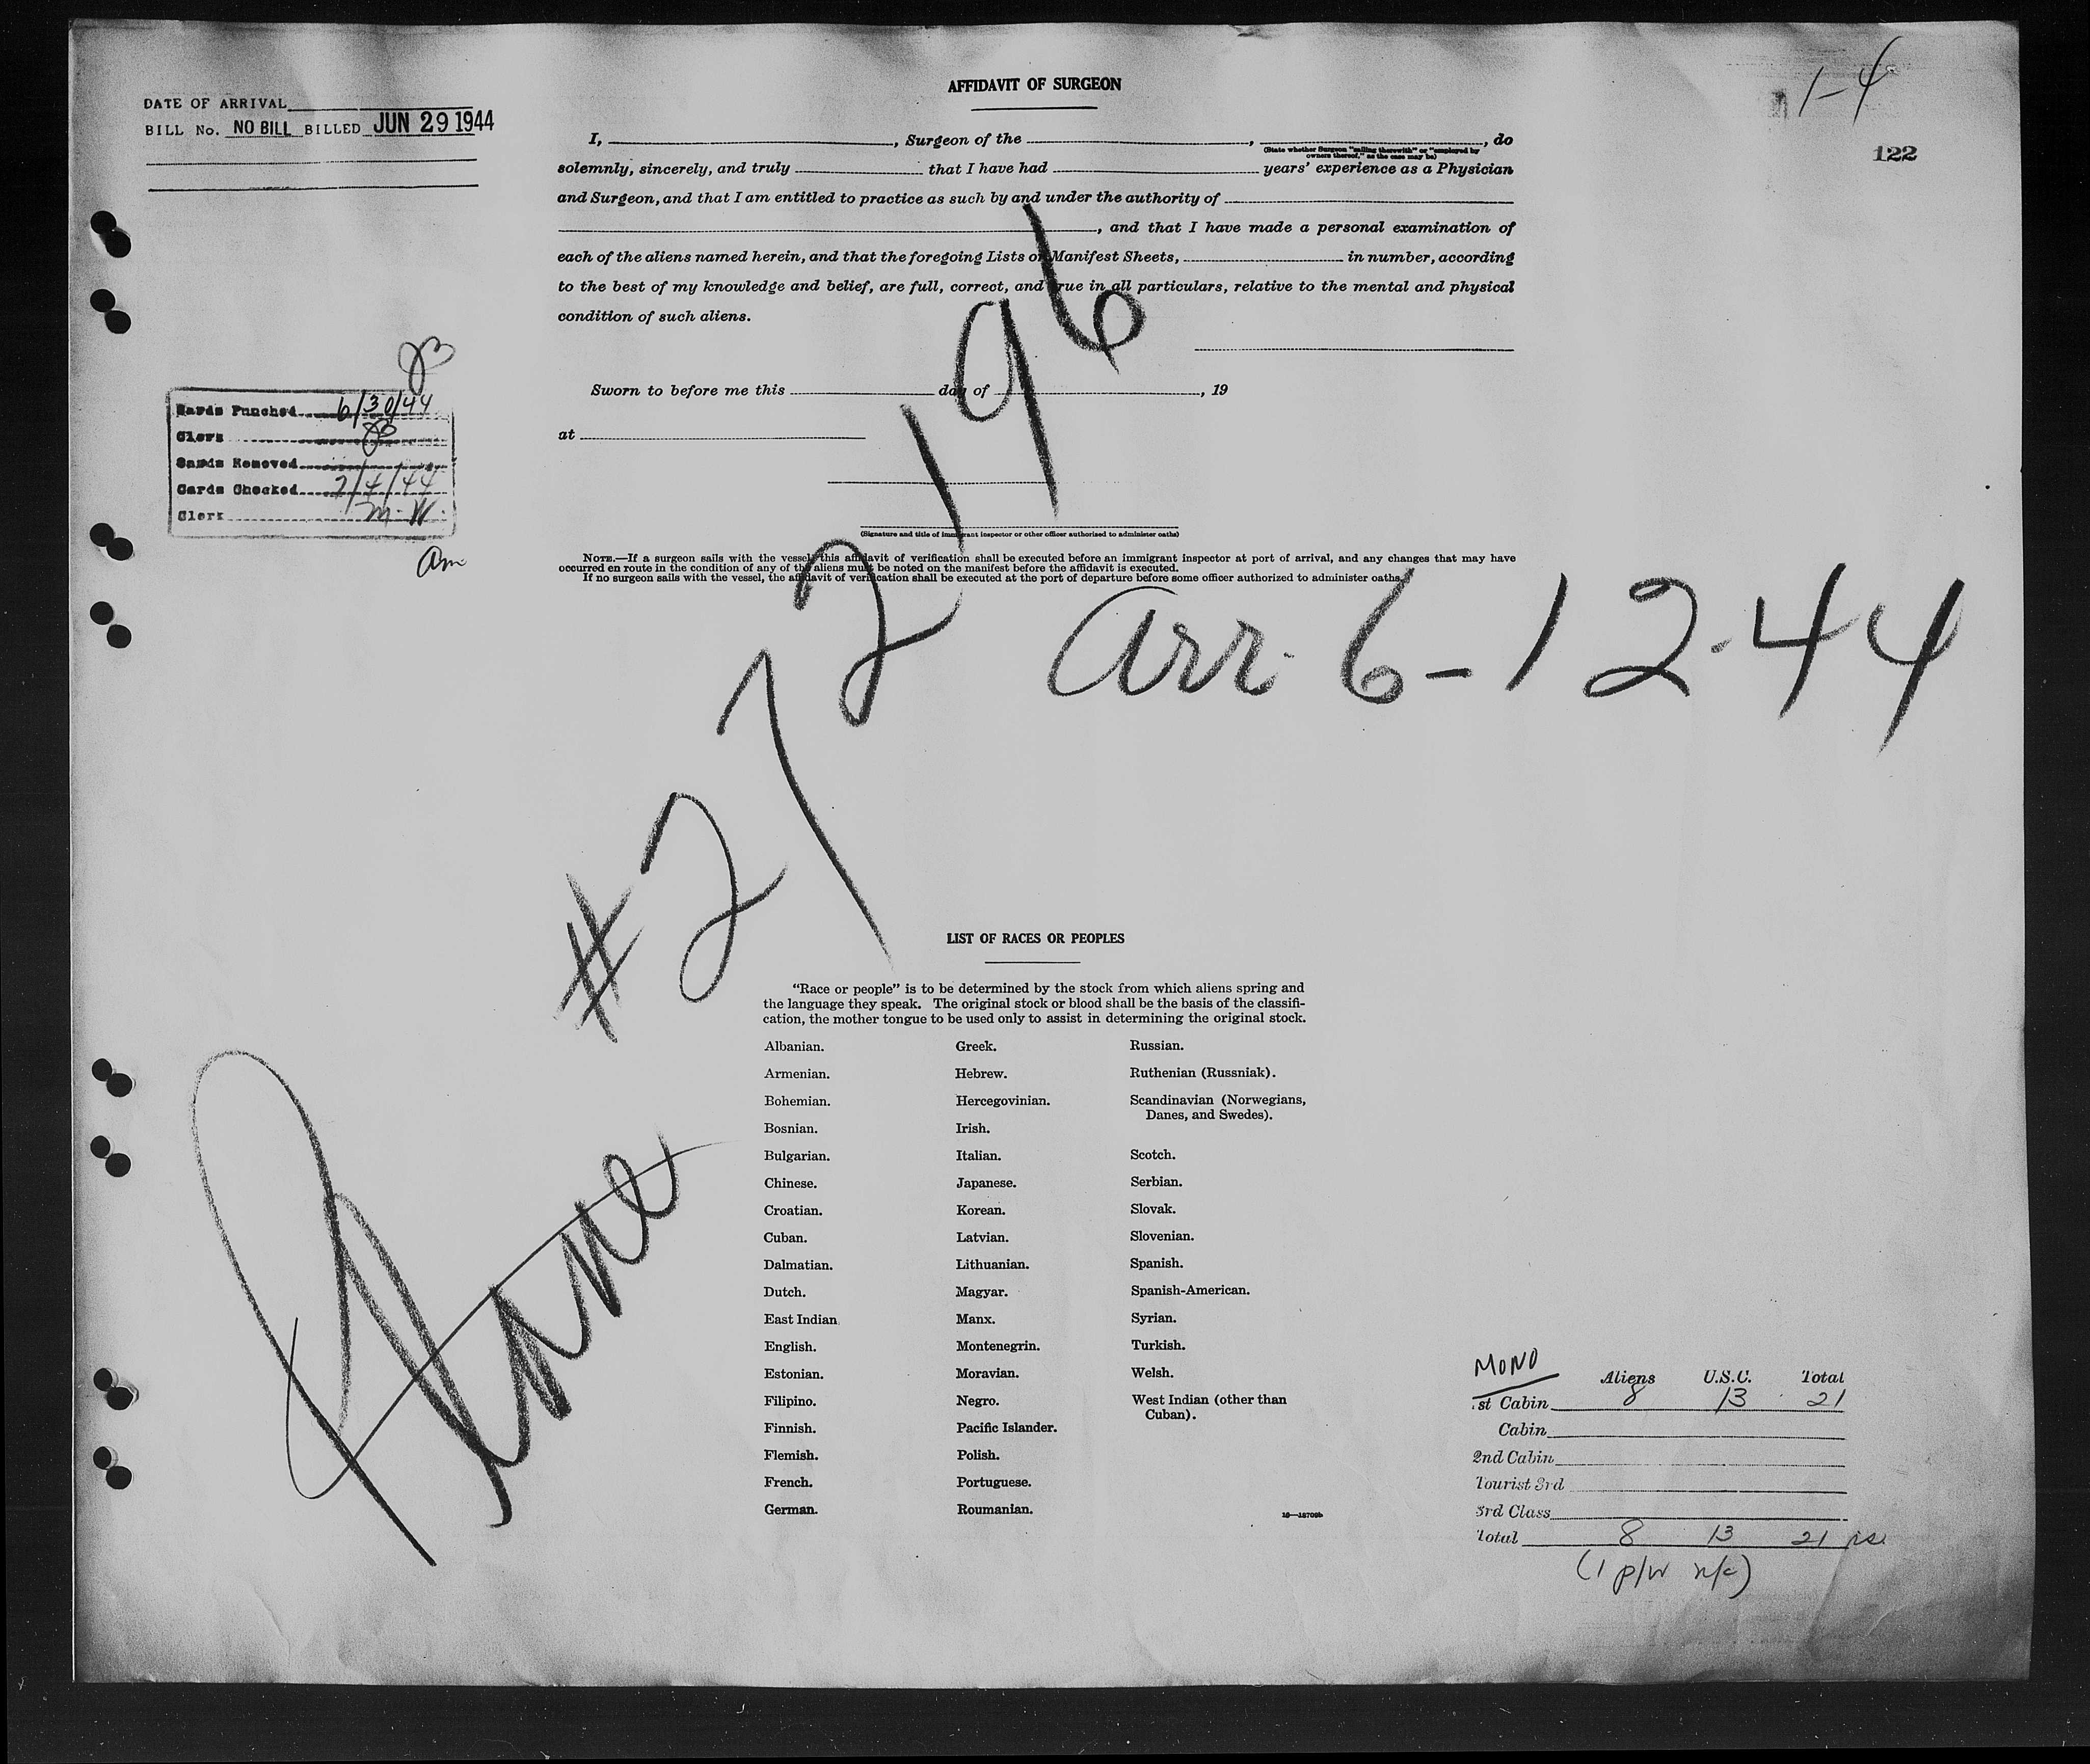 AFFIDAVIT OF SURGEON
1-4
122
DATE OF ARRIVAL
BILL No. NO BILL BILLED JUN 29 1944
I, , Surgeon of the , , do
(State whether Surgeon "sailing therewith" or "employed by
owners thereof," as the case may be)
solemnly, sincerely, and truly that I have had years' experience as a Physician
and Surgeon, and that I am entitled to practice as such by and under the authority of
, and that I have made a personal examination of
each of the aliens named herein, and that the foregoing Lists or Manifest Sheets, in number, according
to the best of my knowledge and belief, are full, correct, and true in all particulars, relative to the mental and physical
condition of such aliens.
Sworn to before me this day of , 19
at
(Signature and title of immigrant inspector or other officer authorized to administer oaths)
NOTE.—If a surgeon sails with the vessel, this affidavit of verification shall be executed before an immigrant inspector at port of arrival, and any changes that may have
occurred en route in the condition of any of the aliens must be noted on the manifest before the affidavit is executed.
If no surgeon sails with the vessel, the affidavit of verification shall be executed at the port of departure before some officer authorized to administer oaths.
Cards Punched 6/30/44
Clerk
Cards Removed
Cards Checked 7/4/44
Clerk M. W.
Plane #272196
Arr. 6-12-44
LIST OF RACES OR PEOPLES
"Race or people" is to be determined by the stock from which aliens spring and
the language they speak. The original stock or blood shall be the basis of the classifi-
cation, the mother tongue to be used only to assist in determining the original stock.
Albanian. Greek. Russian.
Armenian. Hebrew. Ruthenian (Russniak).
Bohemian. Hercegovinian. Scandinavian (Norwegians,
Danes, and Swedes).
Bosnian. Irish.
Bulgarian. Italian. Scotch.
Chinese. Japanese. Serbian.
Croatian. Korean. Slovak.
Cuban. Latvian. Slovenian.
Dalmatian. Lithuanian. Spanish.
Dutch. Magyar. Spanish-American.
East Indian Manx. Syrian.
English. Montenegrin. Turkish.
Estonian. Moravian. Welsh.
Filipino. Negro. West Indian (other than
Cuban).
Finnish. Pacific Islander.
Flemish. Polish.
French. Portuguese.
German. Roumanian.
MONO
Aliens U.S.C. Total
1st Cabin 8 13 21
Cabin
2nd Cabin
Tourist 3rd
3rd Class
Total 8 13 21
(1 p/w n/c)